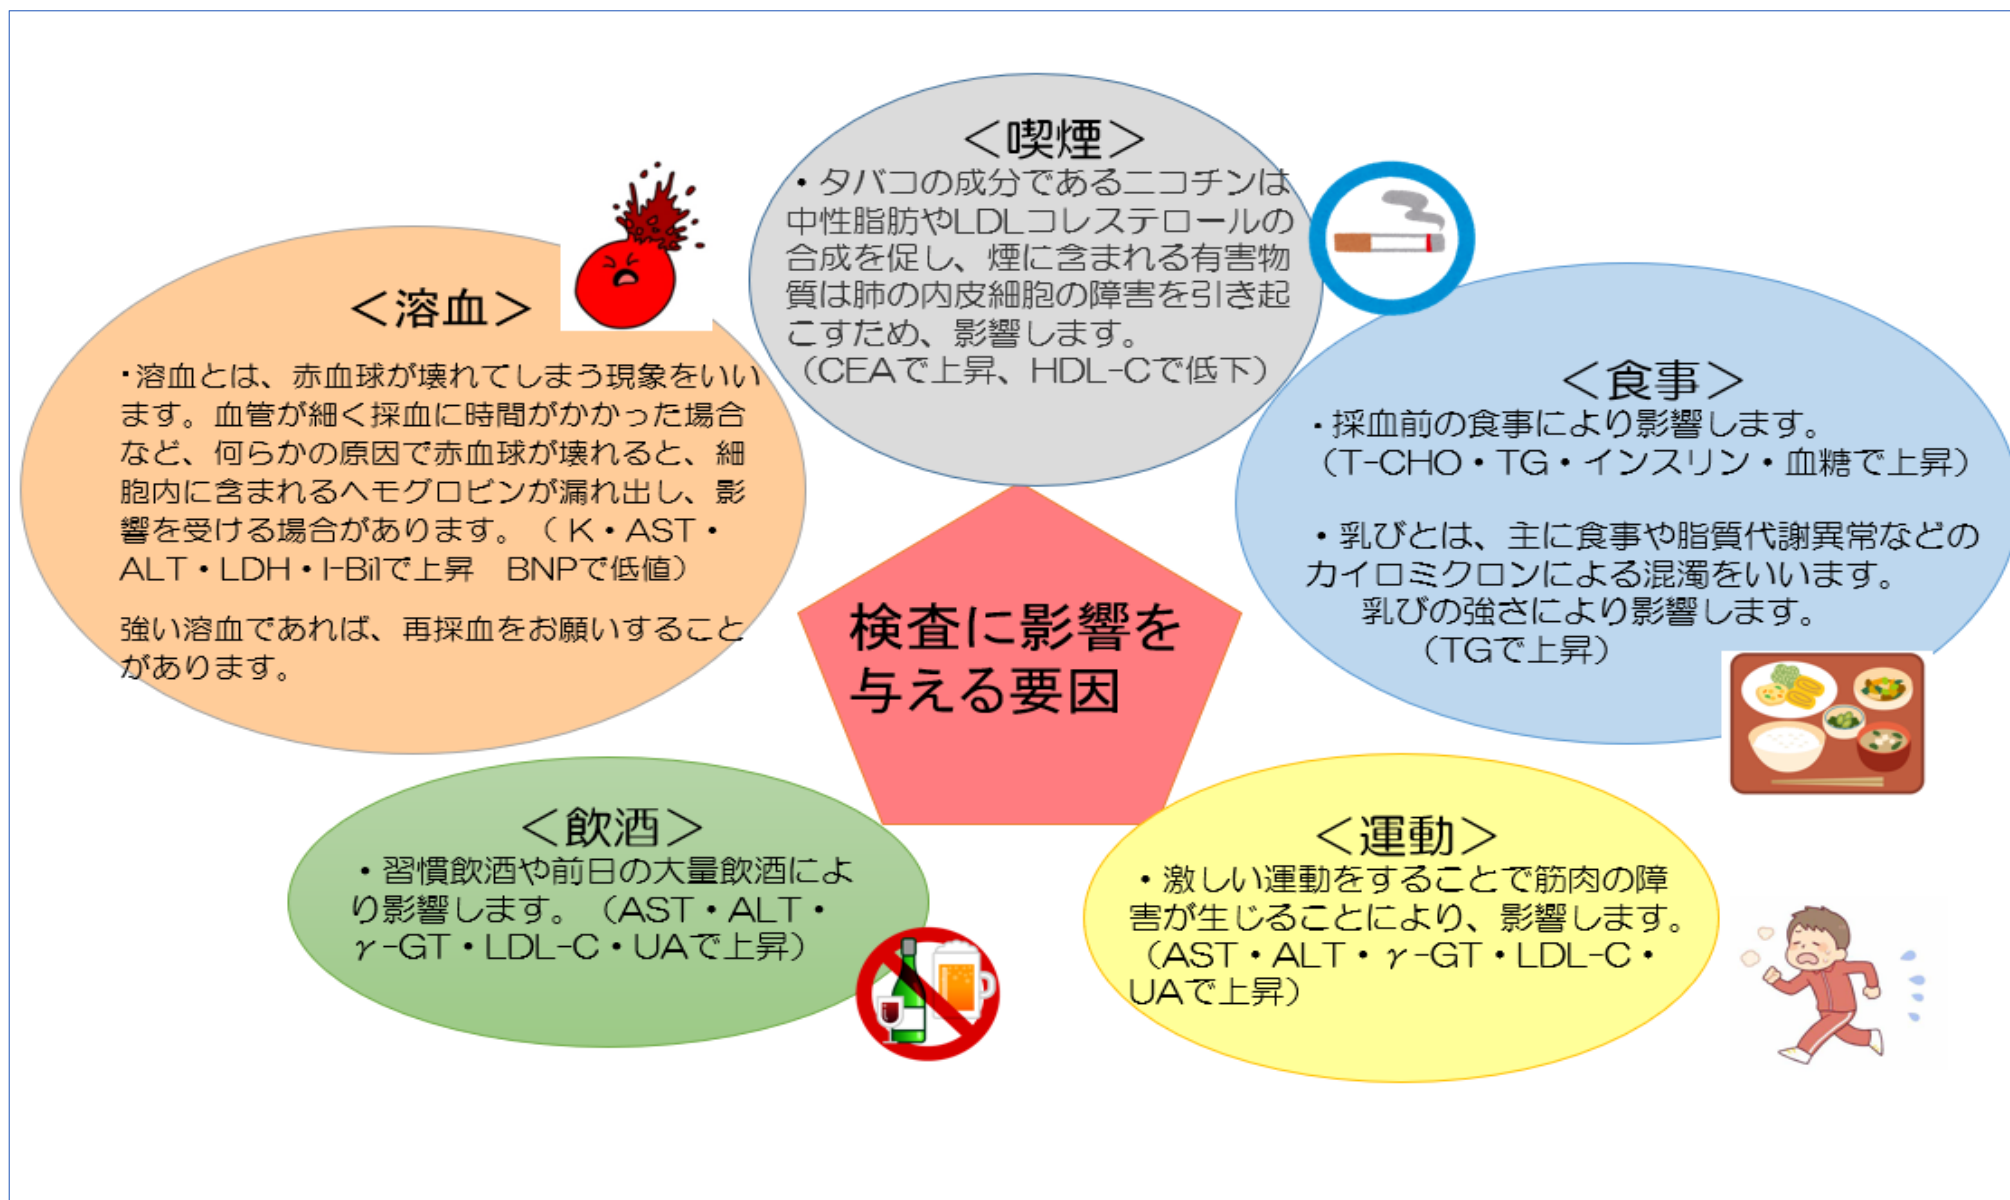 <喫煙>
・タバコの成分であるニコチンは
中性脂肪やLDLコレステロールの
合成を促し、煙に含まれる有害物
質は肺の内皮細胞の障害を引き起
こすため、影響します。
（CEAで上昇、HDL-Cで低下）
<溶血>
・溶血とは、赤血球が壊れてしまう現象をいい
ます。血管が細く採血に時間がかかった場合
など、何らかの原因で赤血球が壊れると、細
胞内に含まれるヘモグロビンが漏れ出し、影
響を受ける場合があります。（ K・AST・
ALT・LDH・I-Bilで上昇　BNPで低値）
強い溶血であれば、再採血をお願いすること
があります。
<食事>
・採血前の食事により影響します。
（T-CHO・TG・インスリン・血糖で上昇）
・乳びとは、主に食事や脂質代謝異常などの
カイロミクロンによる混濁をいいます。
乳びの強さにより影響します。
（TGで上昇）
検査に影響を
与える要因
<飲酒>
・習慣飲酒や前日の大量飲酒によ
り影響します。（AST・ALT・
γ-GT・LDL-C・UAで上昇）
<運動>
・激しい運動をすることで筋肉の障
害が生じることにより、影響します。
（AST・ALT・γ-GT・LDL-C・
UAで上昇）